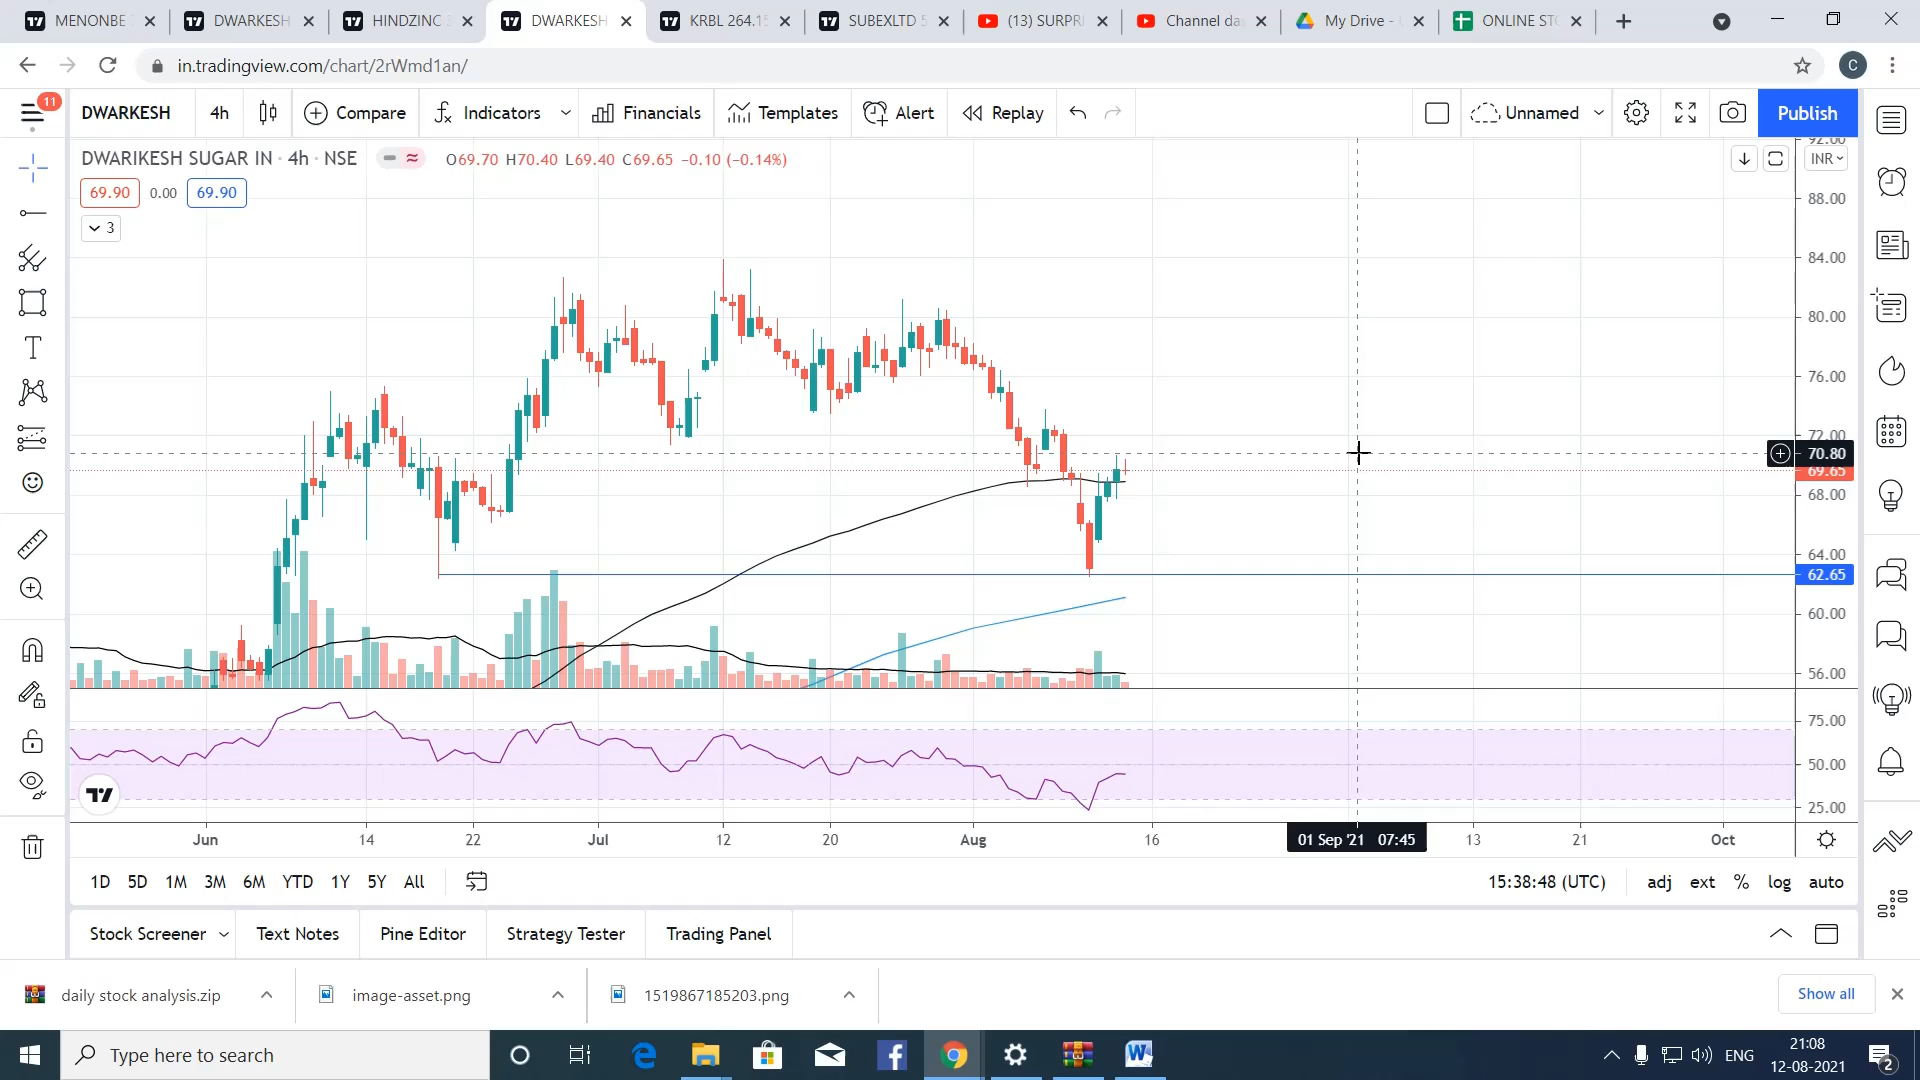 MENONBE
DWARKESH
HINDZINC
DWARKESH
KRBL 264.1
SUBEXLTD 5
(13) SURPR
Channel da
My Drive -
ONLINE STO
in.tradingview.com/chart/2rWmd1an/
C
11
DWARKESH
4h
Compare
Indicators
Financials
Templates
Alert
Replay
Unnamed
Publish
DWARIKESH SUGAR IN · 4h · NSE
O69.70 H70.40 L69.40 C69.65 −0.10 (−0.14%)
INR
69.90
0.00
69.90
3
92.00
88.00
84.00
80.00
76.00
72.00
70.80
69.65
68.00
64.00
62.65
60.00
56.00
75.00
50.00
25.00
Jun
14
22
Jul
12
20
Aug
16
01 Sep '21 07:45
13
21
Oct
1D
5D
1M
3M
6M
YTD
1Y
5Y
All
15:38:48 (UTC)
adj
ext
%
log
auto
Stock Screener
Text Notes
Pine Editor
Strategy Tester
Trading Panel
daily stock analysis.zip
image-asset.png
1519867185203.png
Show all
Type here to search
ENG
21:08
12-08-2021
2